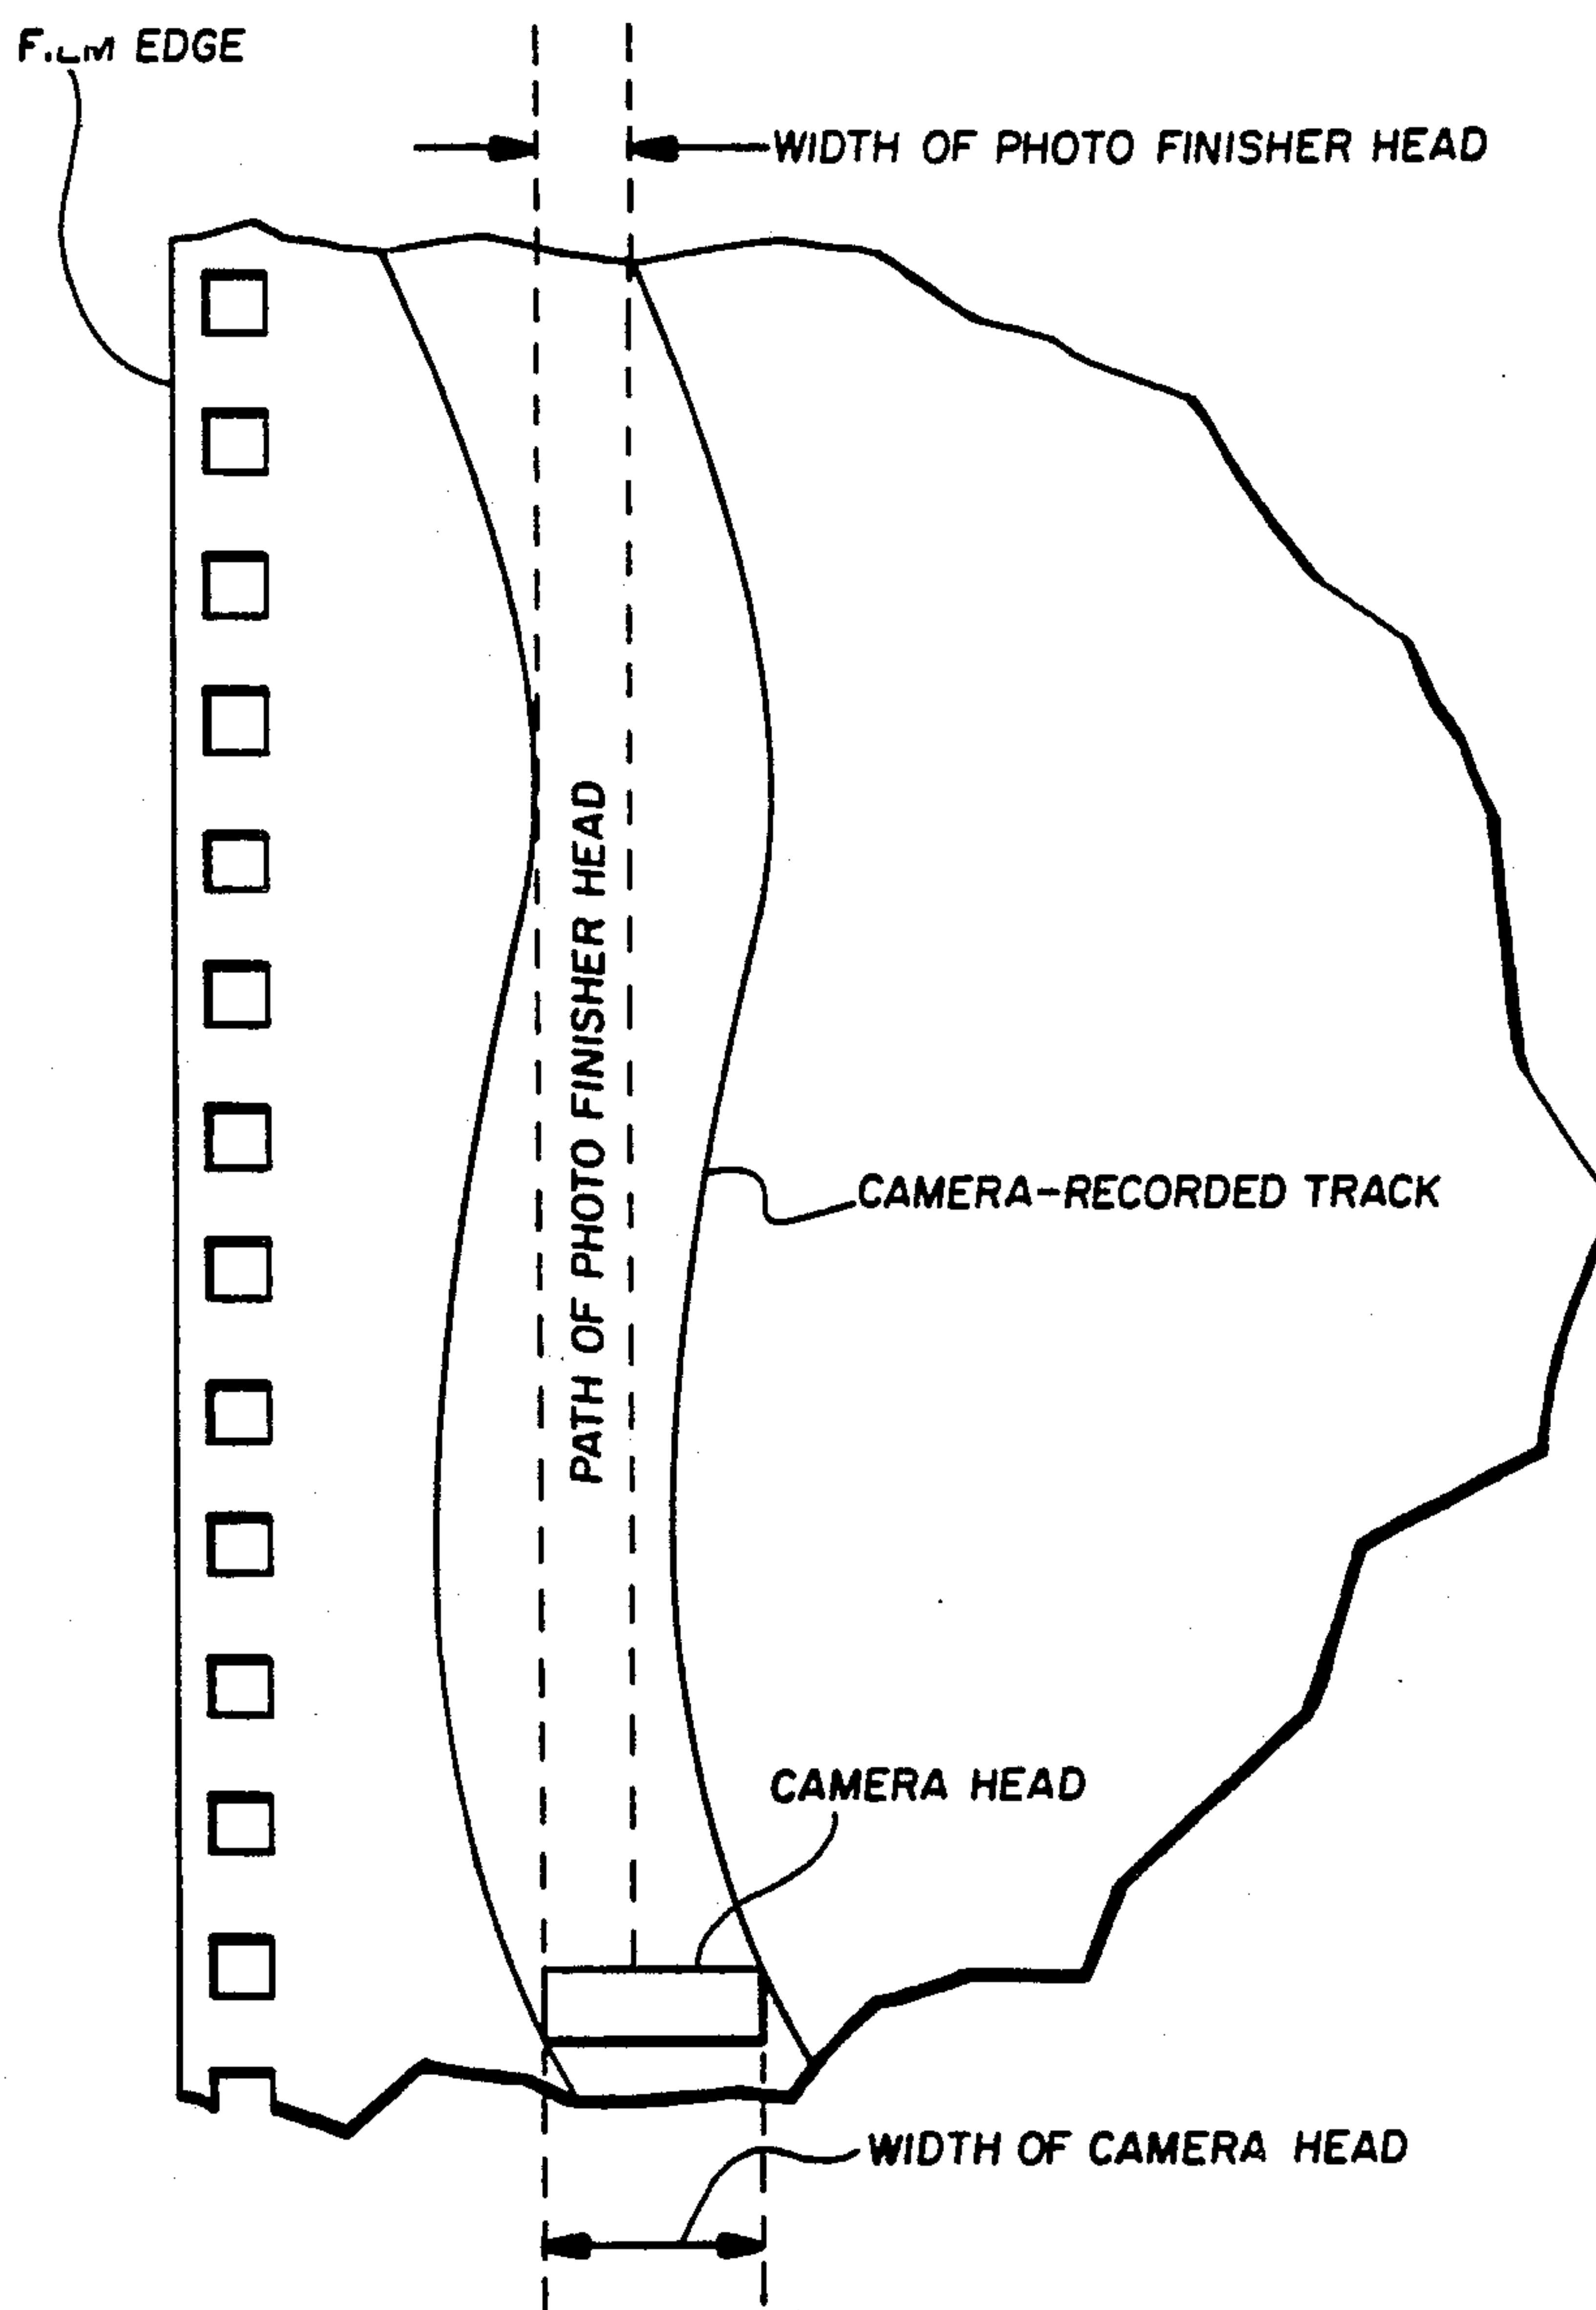 FILM EDGE
WIDTH OF PHOTO FINISHER HEAD
PATH OF PHOTO FINISHER HEAD
CAMERA-RECORDED TRACK
CAMERA HEAD
WIDTH OF CAMERA HEAD